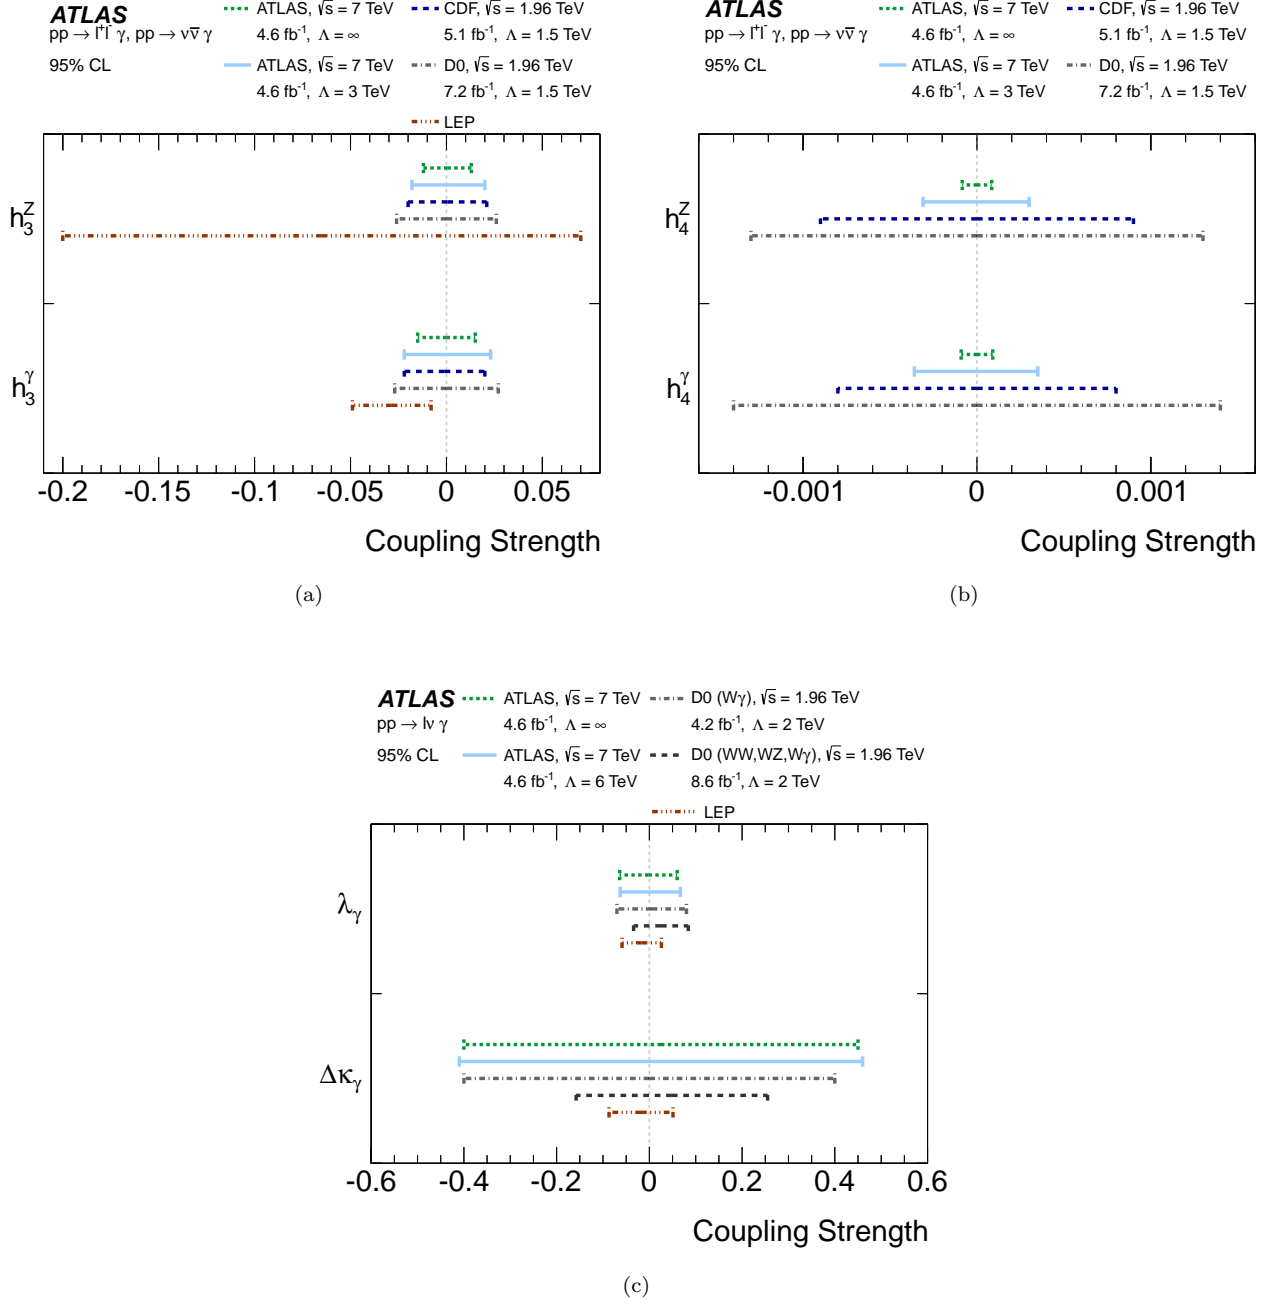 ATLAS
pp → l⁺l⁻ γ, pp → νν̅ γ
95% CL
ATLAS, √s = 7 TeV
4.6 fb⁻¹, Λ = ∞
ATLAS, √s = 7 TeV
4.6 fb⁻¹, Λ = 3 TeV
CDF, √s = 1.96 TeV
5.1 fb⁻¹, Λ = 1.5 TeV
D0, √s = 1.96 TeV
7.2 fb⁻¹, Λ = 1.5 TeV
LEP
h₃ᶻ
h₃ᵞ
-0.2 -0.15 -0.1 -0.05 0 0.05
Coupling Strength
(a)
ATLAS
pp → l⁺l⁻ γ, pp → νν̅ γ
95% CL
ATLAS, √s = 7 TeV
4.6 fb⁻¹, Λ = ∞
ATLAS, √s = 7 TeV
4.6 fb⁻¹, Λ = 3 TeV
CDF, √s = 1.96 TeV
5.1 fb⁻¹, Λ = 1.5 TeV
D0, √s = 1.96 TeV
7.2 fb⁻¹, Λ = 1.5 TeV
h₄ᶻ
h₄ᵞ
-0.001 0 0.001
Coupling Strength
(b)
ATLAS
pp → lν γ
95% CL
ATLAS, √s = 7 TeV
4.6 fb⁻¹, Λ = ∞
ATLAS, √s = 7 TeV
4.6 fb⁻¹, Λ = 6 TeV
D0 (Wγ), √s = 1.96 TeV
4.2 fb⁻¹, Λ = 2 TeV
D0 (WW,WZ,Wγ), √s = 1.96 TeV
8.6 fb⁻¹, Λ = 2 TeV
LEP
λᵧ
Δκᵧ
-0.6 -0.4 -0.2 0 0.2 0.4 0.6
Coupling Strength
(c)